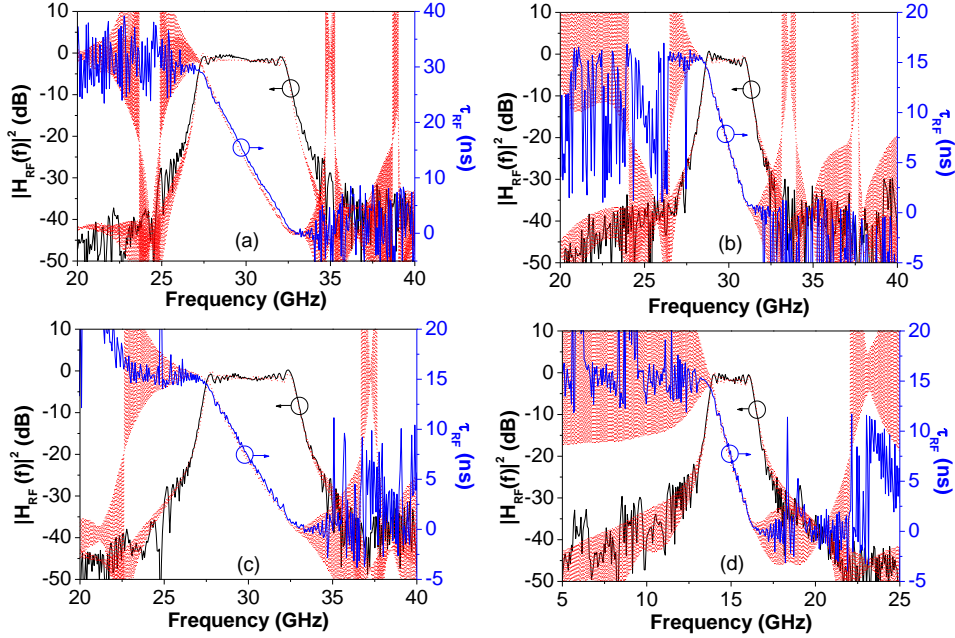 10
0
-10
-20
-30
-40
-50
|H_RF(f)|² (dB)
20 25 30 35 40
Frequency (GHz)
40
30
20
10
0
τ_RF (ns)
(a)
10
0
-10
-20
-30
-40
-50
|H_RF(f)|² (dB)
20 25 30 35 40
Frequency (GHz)
20
15
10
5
0
-5
τ_RF (ns)
(b)
10
0
-10
-20
-30
-40
-50
|H_RF(f)|² (dB)
20 25 30 35 40
Frequency (GHz)
20
15
10
5
0
-5
τ_RF (ns)
(c)
10
0
-10
-20
-30
-40
-50
|H_RF(f)|² (dB)
5 10 15 20 25
Frequency (GHz)
20
15
10
5
0
-5
τ_RF (ns)
(d)